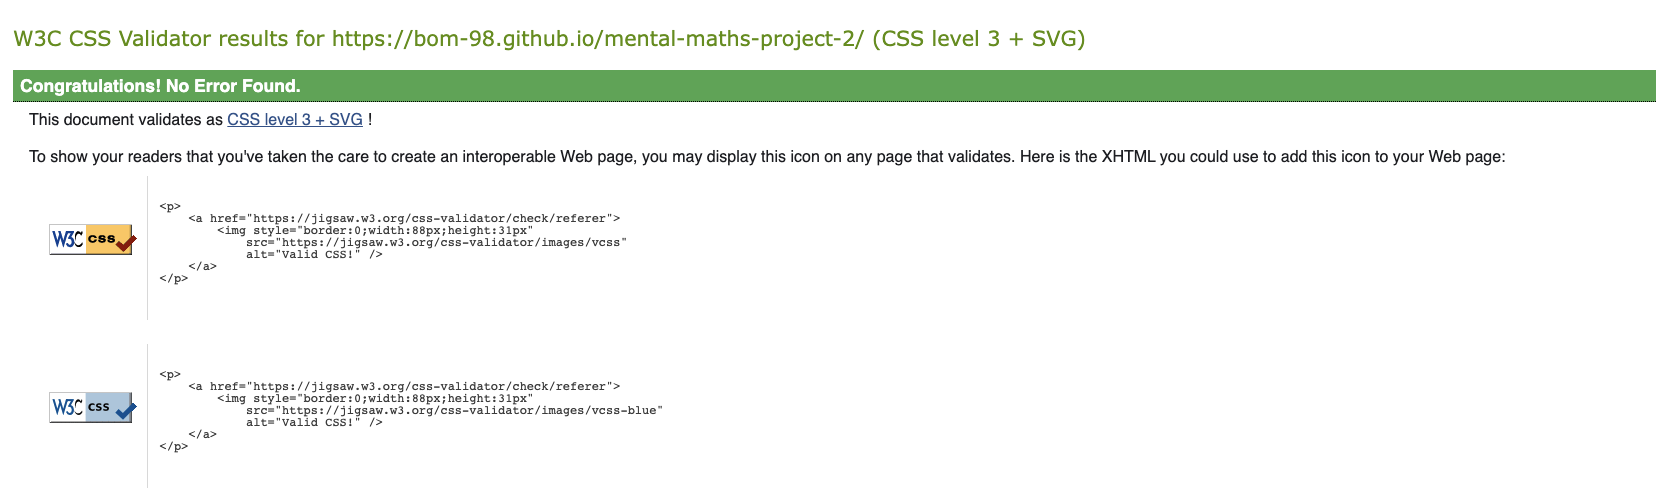 W3C CSS Validator results for https://bom-98.github.io/mental-maths-project-2/ (CSS level 3 + SVG)
Congratulations! No Error Found.
This document validates as CSS level 3 + SVG !
To show your readers that you've taken the care to create an interoperable Web page, you may display this icon on any page that validates. Here is the XHTML you could use to add this icon to your Web page:
W3C css
<p>
<a href="https://jigsaw.w3.org/css-validator/check/referer">
<img style="border:0;width:88px;height:31px"
src="https://jigsaw.w3.org/css-validator/images/vcss"
alt="Valid CSS!" />
</a>
</p>
W3C css
<p>
<a href="https://jigsaw.w3.org/css-validator/check/referer">
<img style="border:0;width:88px;height:31px"
src="https://jigsaw.w3.org/css-validator/images/vcss-blue"
alt="Valid CSS!" />
</a>
</p>